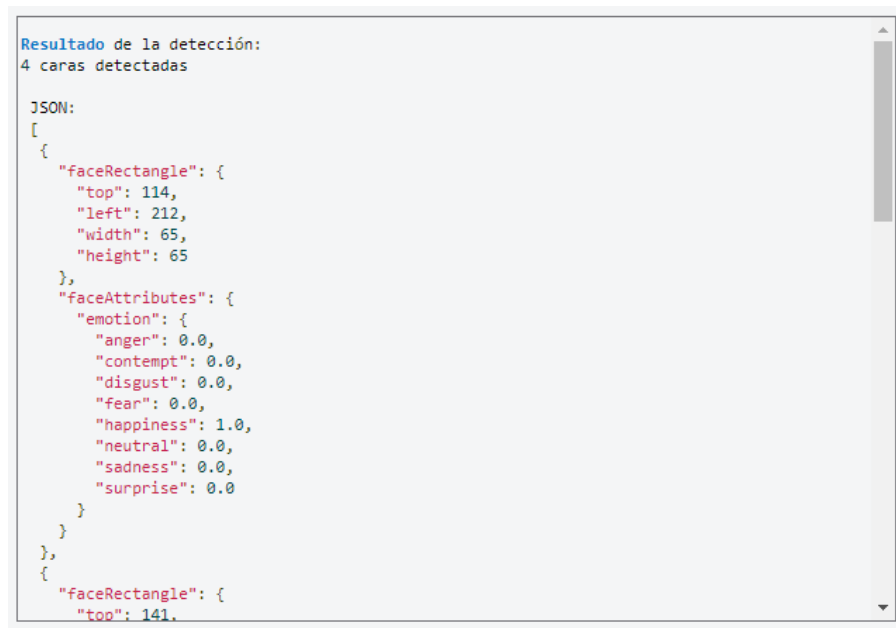 Resultado de la detección:
4 caras detectadas
JSON:
[
{
"faceRectangle": {
"top": 114,
"left": 212,
"width": 65,
"height": 65
},
"faceAttributes": {
"emotion": {
"anger": 0.0,
"contempt": 0.0,
"disgust": 0.0,
"fear": 0.0,
"happiness": 1.0,
"neutral": 0.0,
"sadness": 0.0,
"surprise": 0.0
}
}
},
{
"faceRectangle": {
"top": 141,